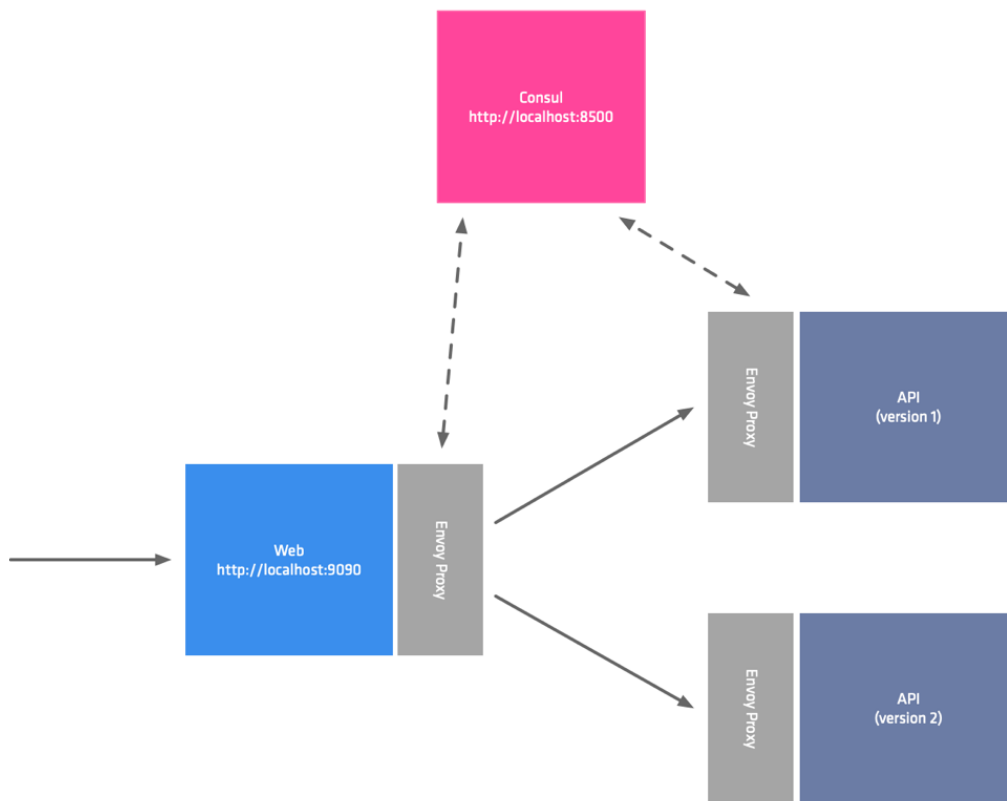 Consul
http://localhost:8500
Envoy Proxy
API
(version 1)
Web
http://localhost:9090
Envoy Proxy
Envoy Proxy
API
(version 2)